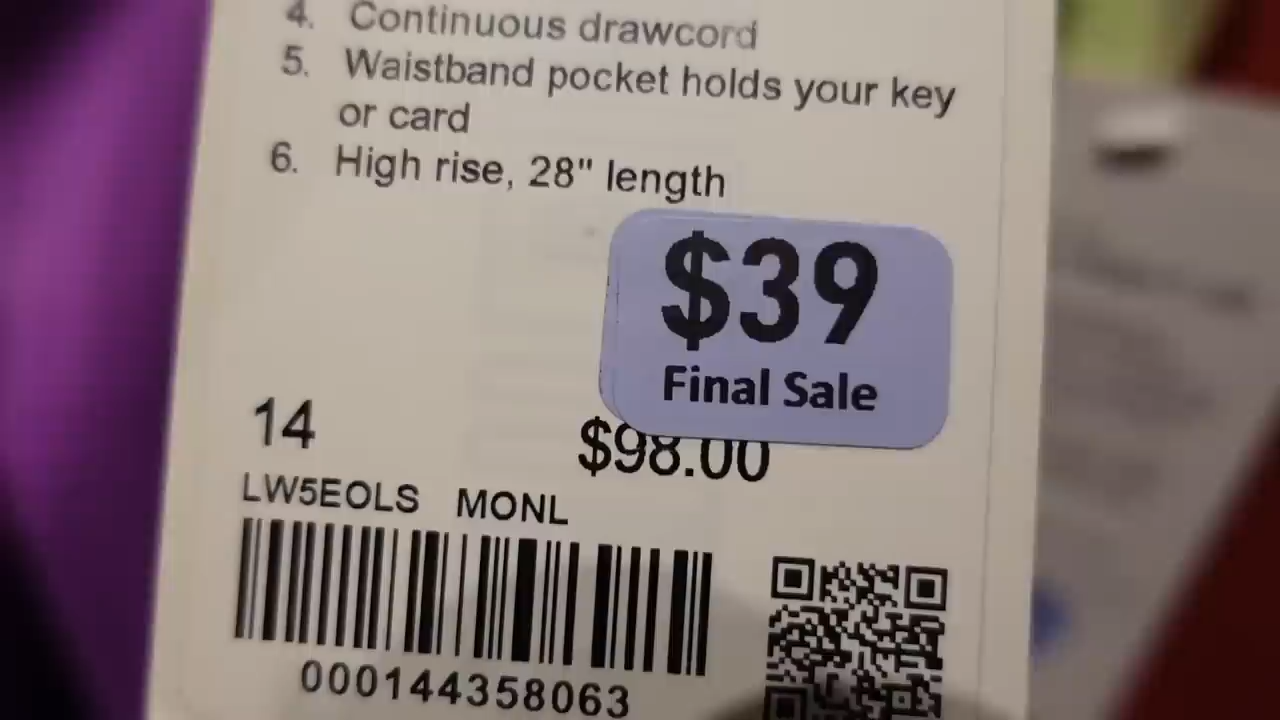 4. Continuous drawcord
5. Waistband pocket holds your key
or card
6. High rise, 28" length
$39
Final Sale
14
$98.00
LW5EOLS MONL
000144358063